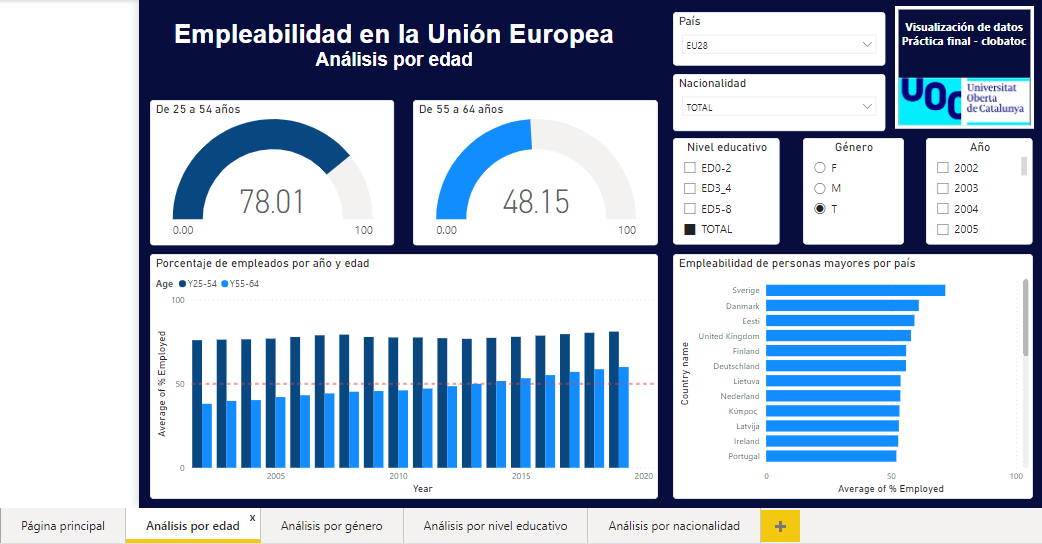 Empleabilidad en la Unión Europea
Análisis por edad
País
EU28
Nacionalidad
TOTAL
Visualización de datos
Práctica final - clobatoc
UOC
Universitat
Oberta
de Catalunya
De 25 a 54 años
78.01
0.00
100
De 55 a 64 años
48.15
0.00
100
Nivel educativo
ED0-2
ED3_4
ED5-8
TOTAL
Género
F
M
T
Año
2002
2003
2004
2005
Porcentaje de empleados por año y edad
Age Y25-54 Y55-64
Average of % Employed
100
50
0
2005
2010
2015
2020
Year
Empleabilidad de personas mayores por país
Country name
Sverige
Danmark
Eesti
United Kingdom
Finland
Deutschland
Lietuva
Nederland
Κύπρος
Latvija
Ireland
Portugal
0
50
100
Average of % Employed
Página principal
Análisis por edad
x
Análisis por género
Análisis por nivel educativo
Análisis por nacionalidad
+